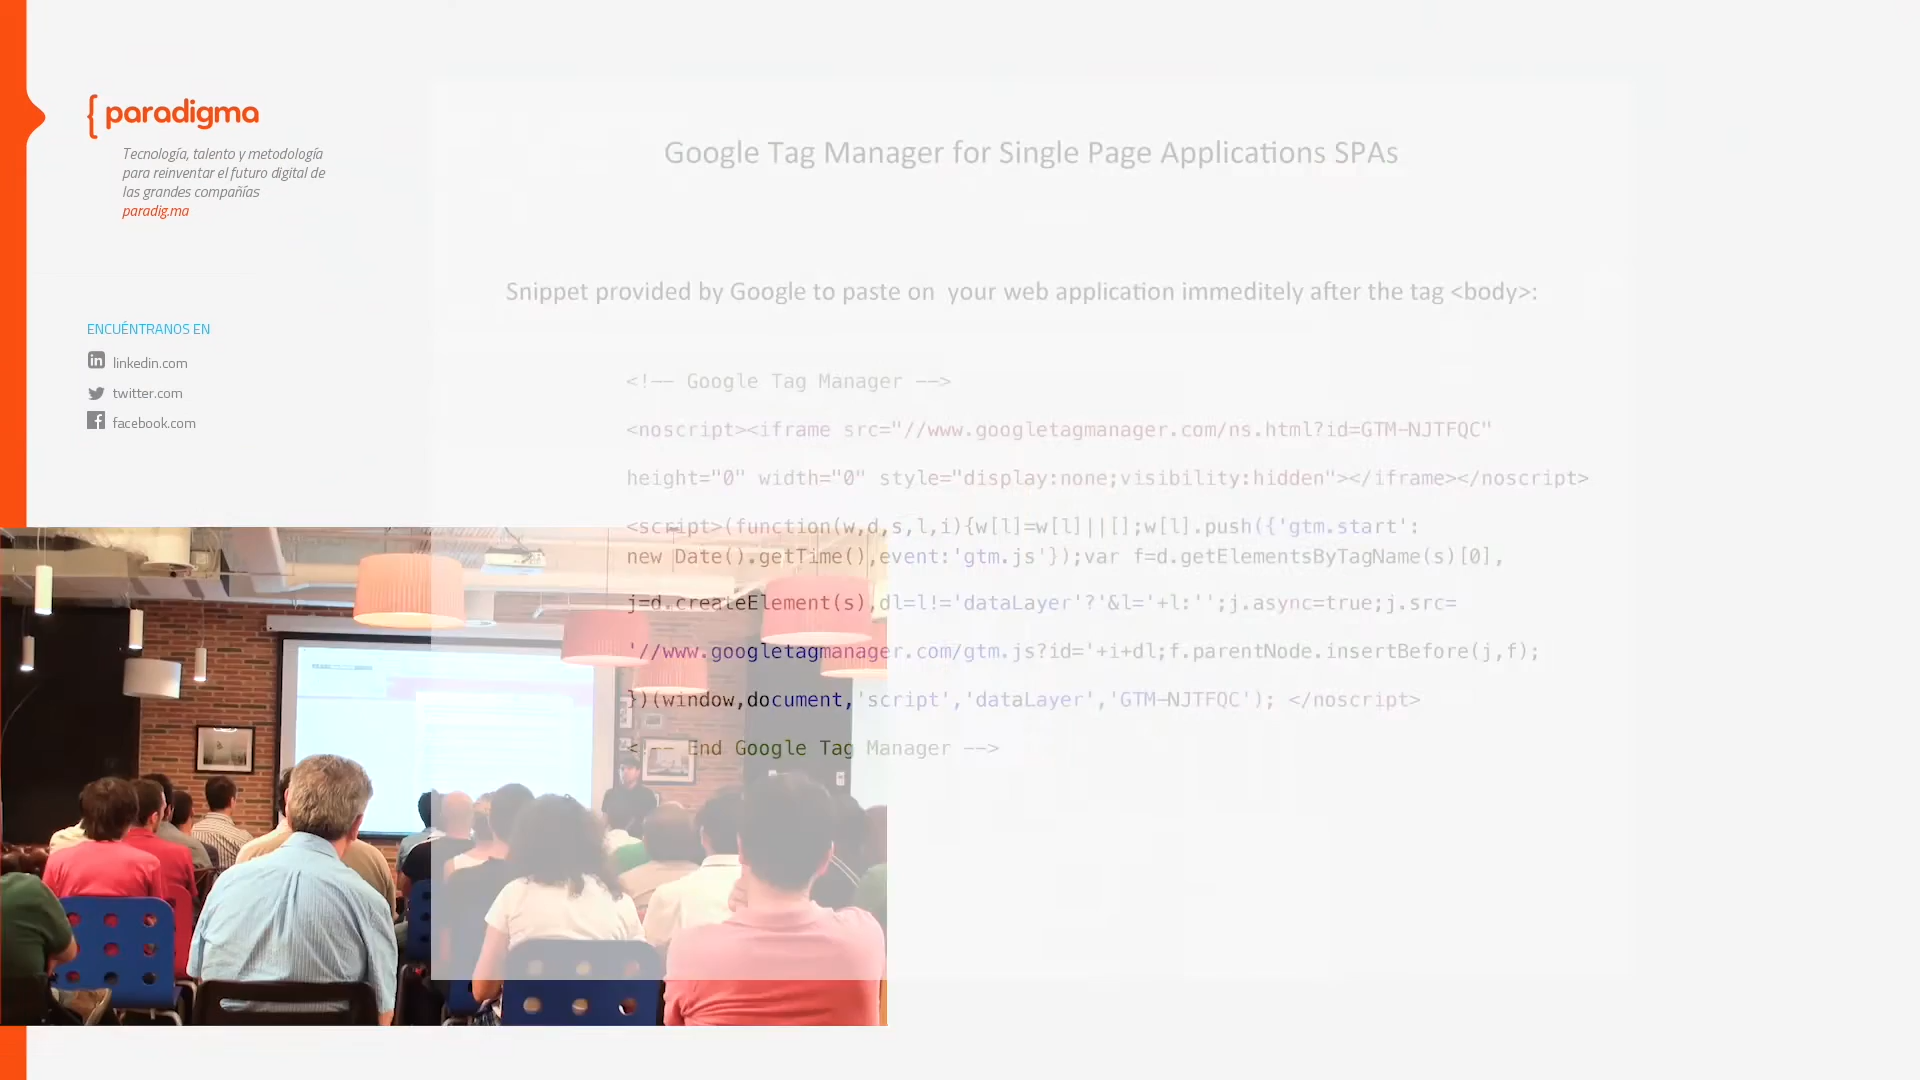 { paradigma
Tecnología, talento y metodología
para reinventar el futuro digital de
las grandes compañías
paradig.ma
ENCUÉNTRANOS EN
linkedin.com
twitter.com
facebook.com
Google Tag Manager for Single Page Applications SPAs
Snippet provided by Google to paste on your web application immeditely after the tag <body>:
<!-- Google Tag Manager -->
<noscript><iframe src="//www.googletagmanager.com/ns.html?id=GTM-NJTFQC"
height="0" width="0" style="display:none;visibility:hidden"></iframe></noscript>
<script>(function(w,d,s,l,i){w[l]=w[l]||[];w[l].push({'gtm.start':
new Date().getTime(),event:'gtm.js'});var f=d.getElementsByTagName(s)[0],
j=d.createElement(s),dl=l!='dataLayer'?'&l='+l:'';j.async=true;j.src=
'//www.googletagmanager.com/gtm.js?id='+i+dl;f.parentNode.insertBefore(j,f);
})(window,document,'script','dataLayer','GTM-NJTFQC'); </noscript>
<!-- End Google Tag Manager -->